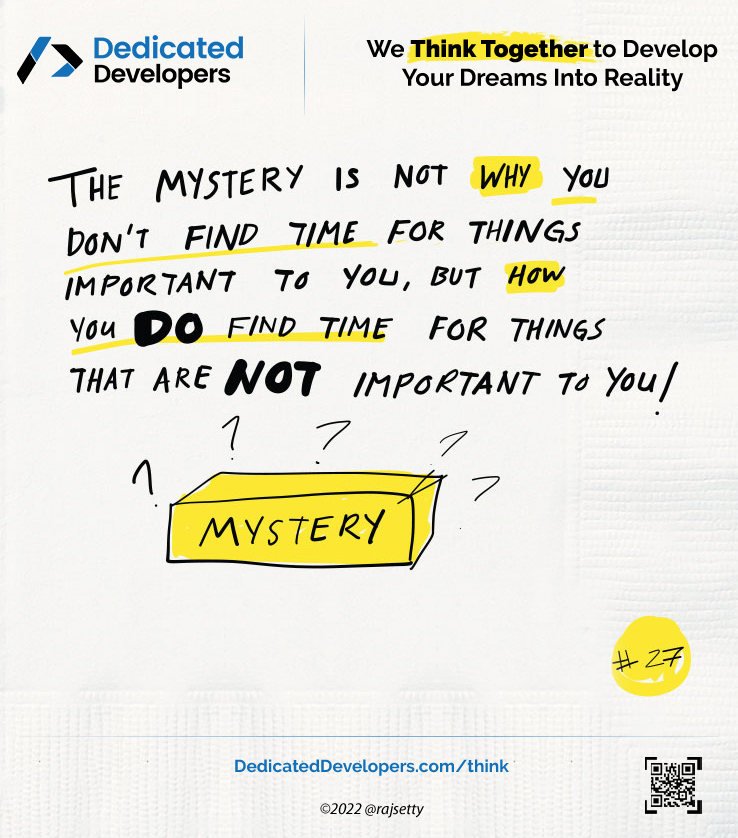 Dedicated
Developers
We Think Together to Develop
Your Dreams Into Reality
THE MYSTERY IS NOT WHY YOU
DON'T FIND TIME FOR THINGS
IMPORTANT TO YOU, BUT HOW
YOU DO FIND TIME FOR THINGS
THAT ARE NOT IMPORTANT TO YOU!
? ? ? ? ?
MYSTERY
# 27
DedicatedDevelopers.com/think
©2022 @rajsetty